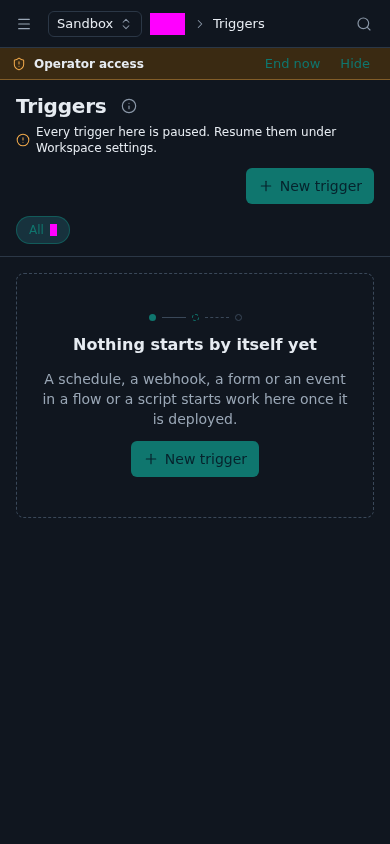 Sandbox
Triggers
Operator access
End now
Hide
Triggers
Every trigger here is paused. Resume them under
Workspace settings.
New trigger
All
Nothing starts by itself yet
A schedule, a webhook, a form or an event
in a flow or a script starts work here once it
is deployed.
New trigger